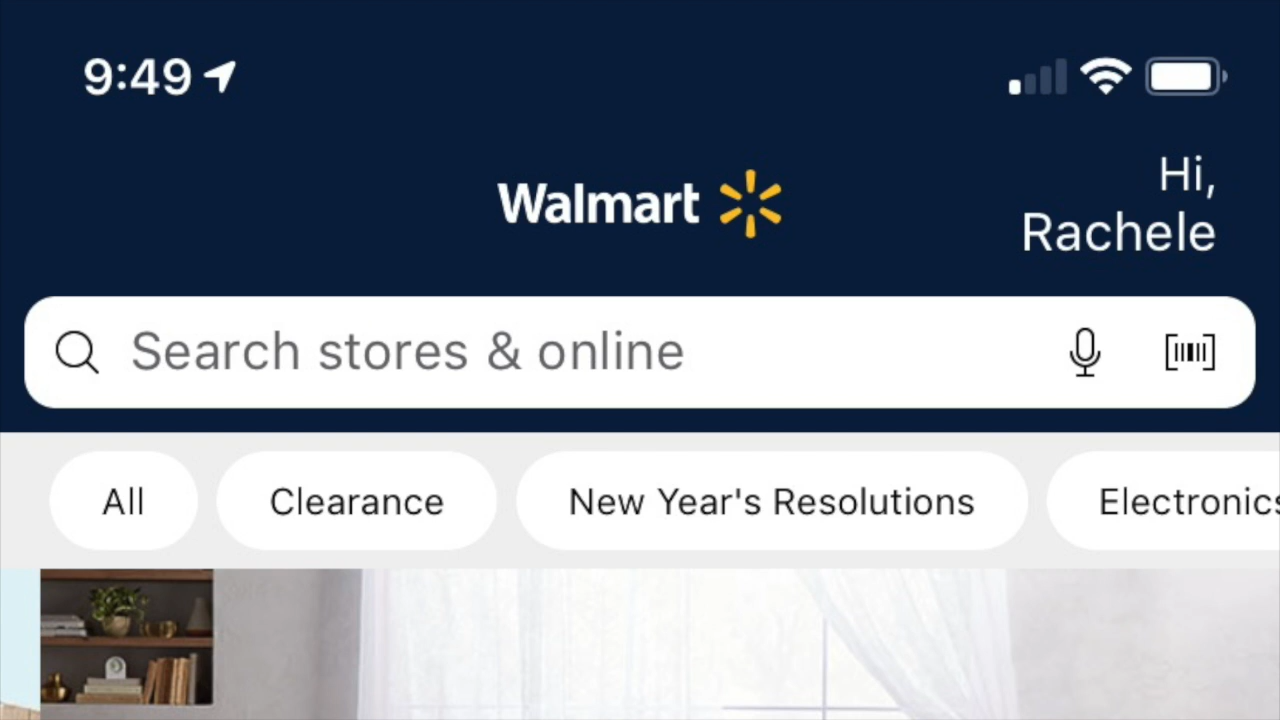 9:49
Walmart
Hi,
Rachele
Search stores & online
All Clearance New Year's Resolutions Electronics